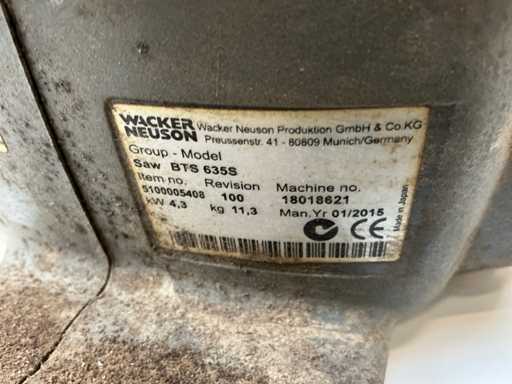 WACKER
NEUSON
Wacker Neuson Produktion GmbH & Co.KG
Preussenstr. 41 - 80809 Munich/Germany
Group - Model
Saw BTS 635S
Item no. Revision Machine no.
5100005408 100 18018621
kW 4,3 kg 11,3 Man.Yr 01/2015
CE
Made in Japan